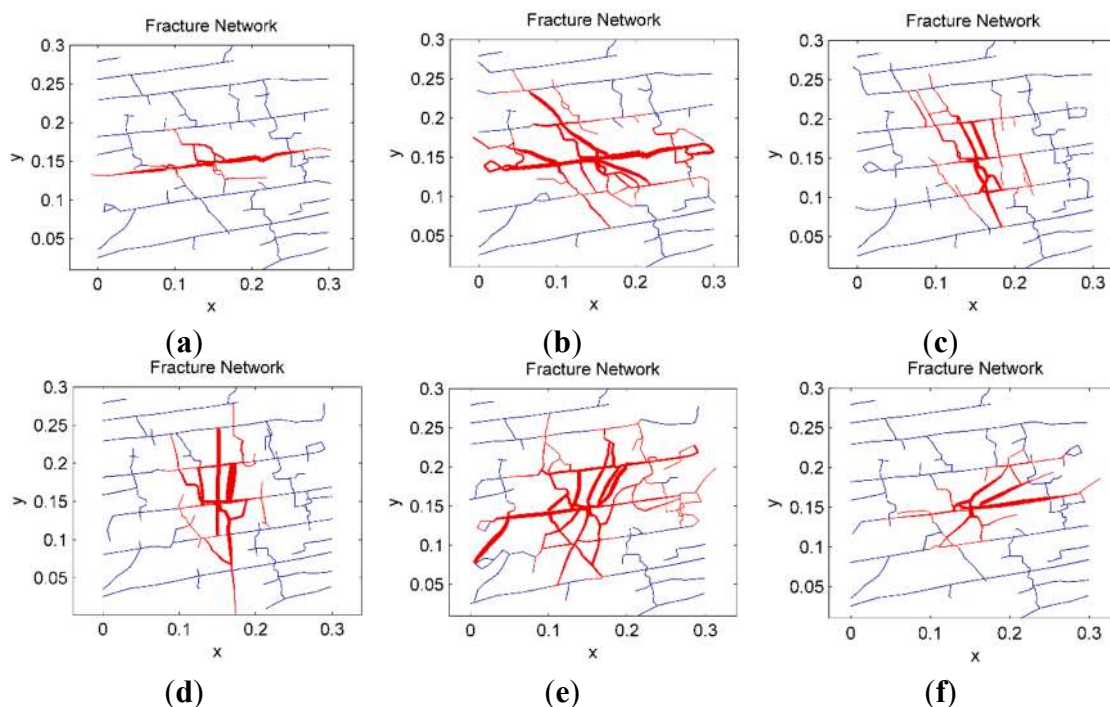 Fracture Network Fracture Network Fracture Network
0.3 0.3 0.3
0.25 0.25 0.25
0.2 0.2 0.2
y 0.15 y 0.15 y 0.15
0.1 0.1 0.1
0.05 0.05 0.05
0 0.1 0.2 0.3 0 0.1 0.2 0.3 0 0.1 0.2 0.3
x x x
(a) (b) (c)
Fracture Network Fracture Network Fracture Network
0.3 0.3 0.3
0.25 0.25 0.25
0.2 0.2 0.2
y 0.15 y 0.15 y 0.15
0.1 0.1 0.1
0.05 0.05 0.05
0 0.1 0.2 0.3 0 0.1 0.2 0.3 0 0.1 0.2 0.3
x x x
(d) (e) (f)